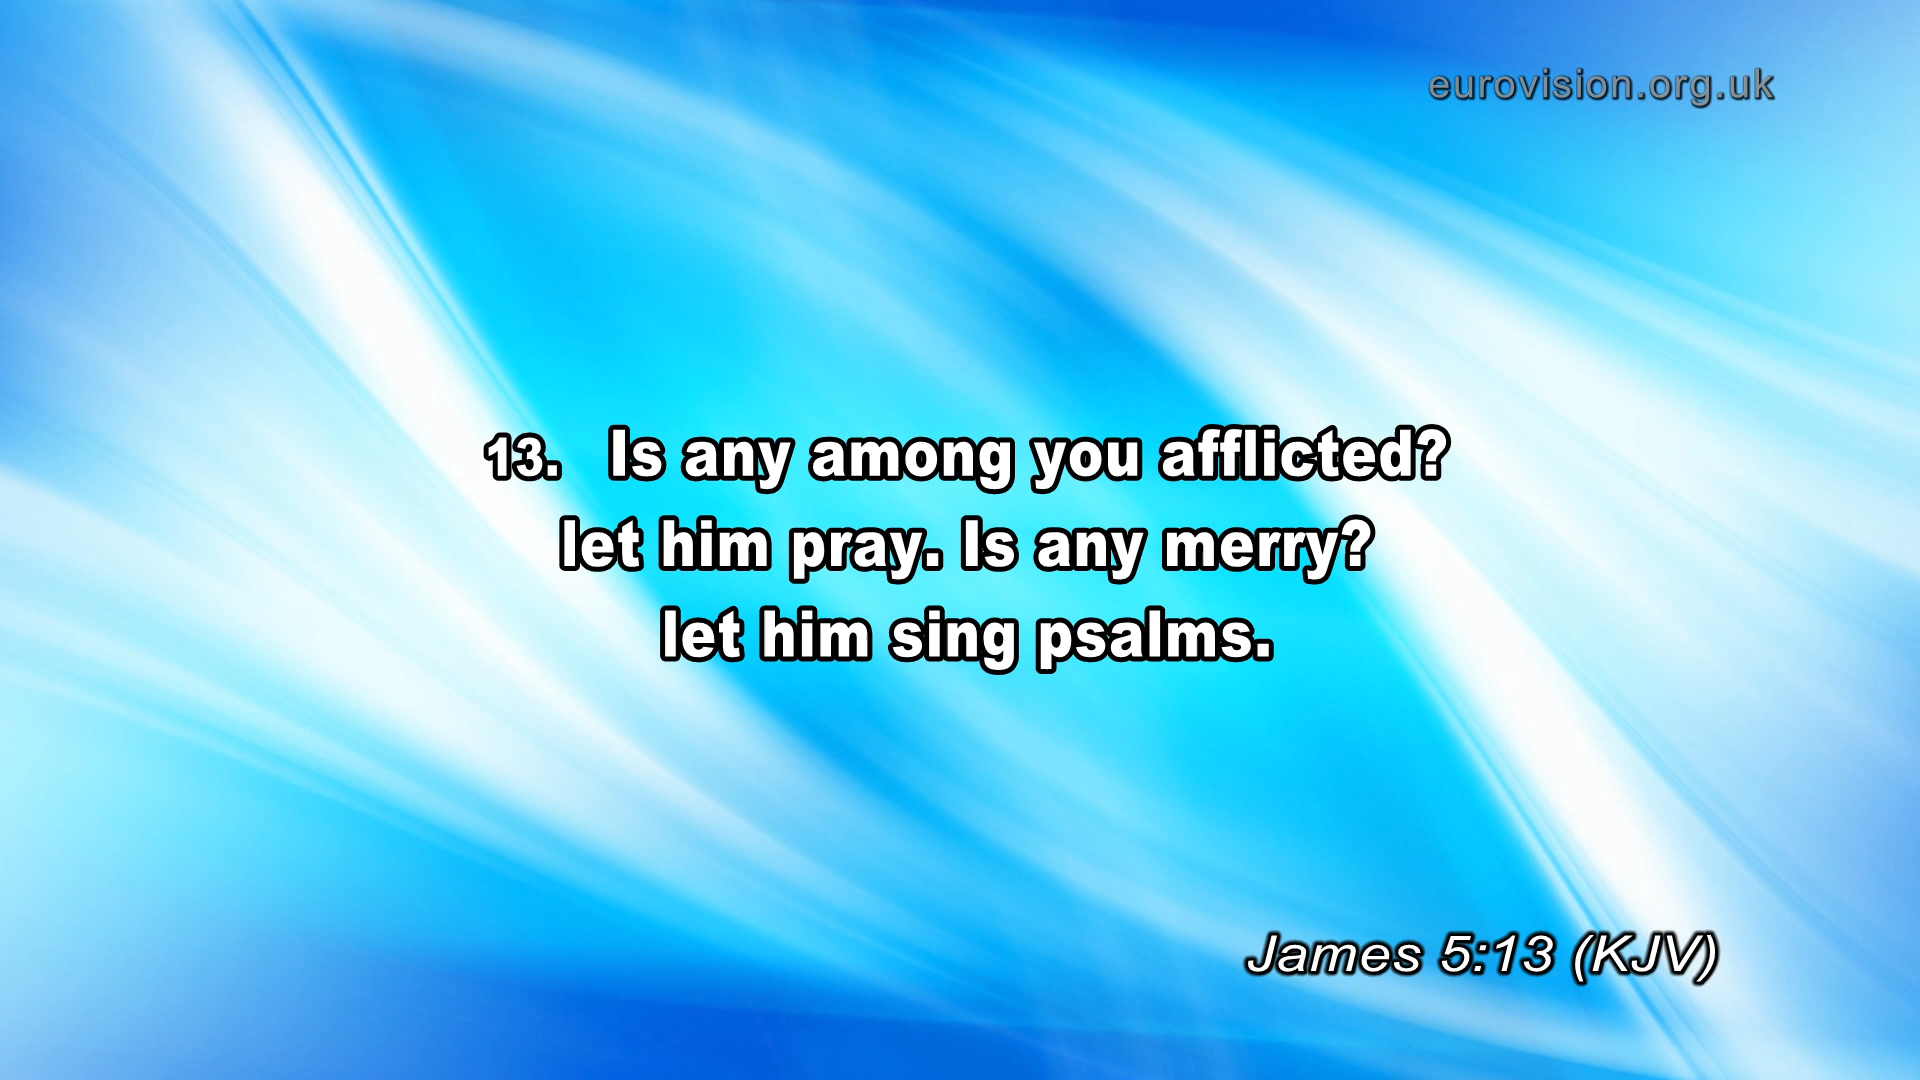 eurovision.org.uk
13. Is any among you afflicted?
let him pray. Is any merry?
let him sing psalms.
James 5:13 (KJV)